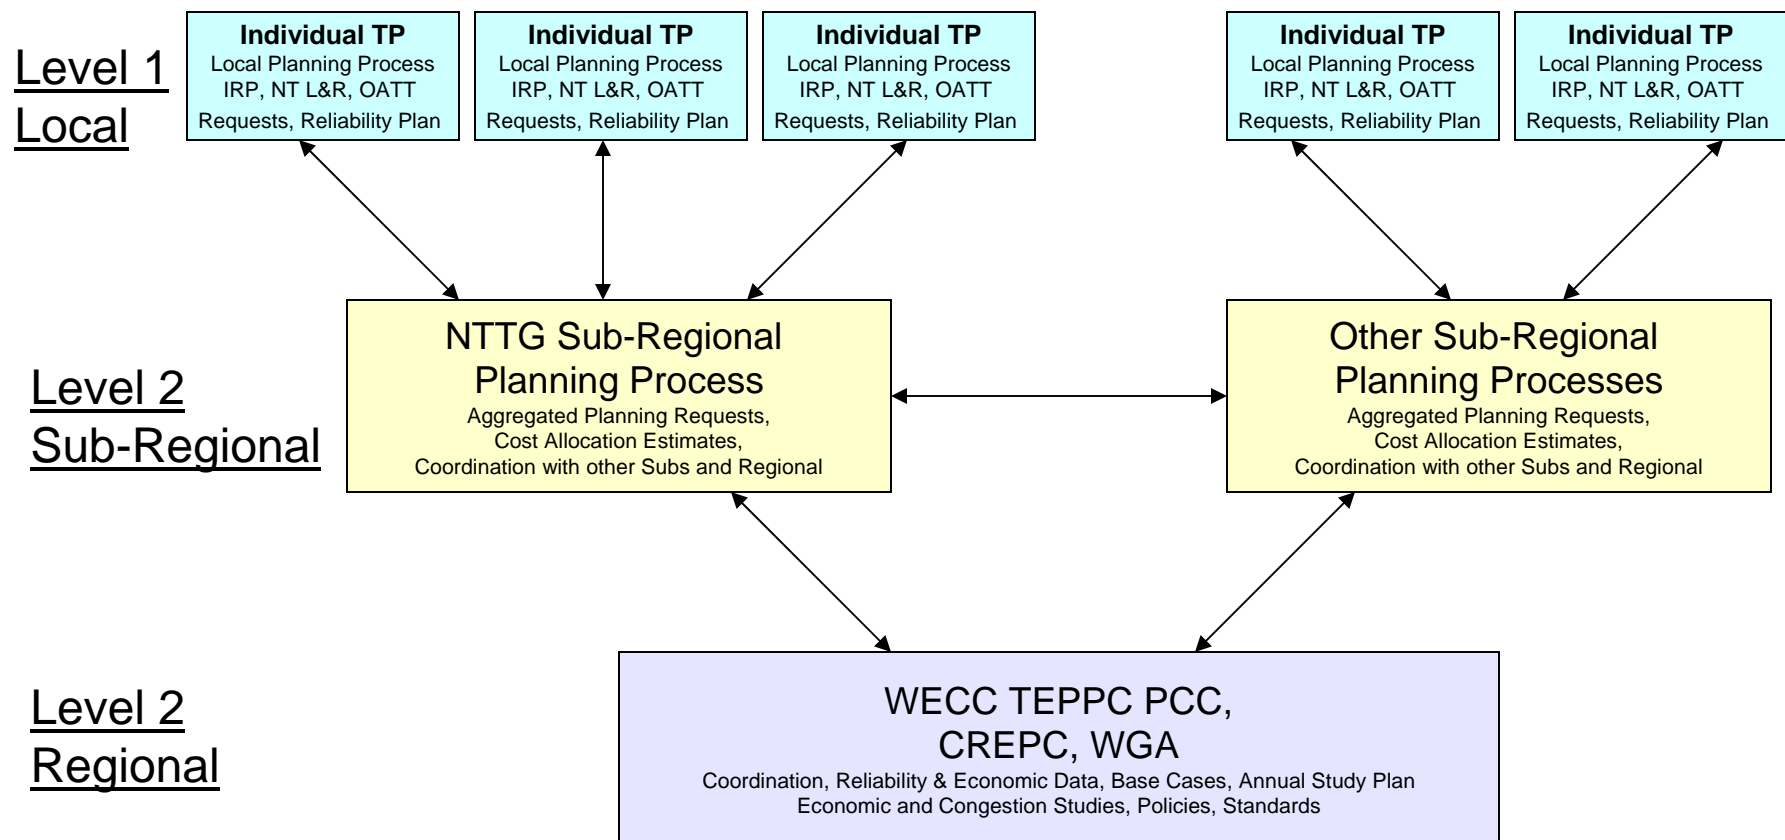 Level 1
Local
Individual TP
Local Planning Process
IRP, NT L&R, OATT
Requests, Reliability Plan
Individual TP
Local Planning Process
IRP, NT L&R, OATT
Requests, Reliability Plan
Individual TP
Local Planning Process
IRP, NT L&R, OATT
Requests, Reliability Plan
Individual TP
Local Planning Process
IRP, NT L&R, OATT
Requests, Reliability Plan
Individual TP
Local Planning Process
IRP, NT L&R, OATT
Requests, Reliability Plan
Level 2
Sub-Regional
NTTG Sub-Regional
Planning Process
Aggregated Planning Requests,
Cost Allocation Estimates,
Coordination with other Subs and Regional
Other Sub-Regional
Planning Processes
Aggregated Planning Requests,
Cost Allocation Estimates,
Coordination with other Subs and Regional
Level 2
Regional
WECC TEPPC PCC,
CREPC, WGA
Coordination, Reliability & Economic Data, Base Cases, Annual Study Plan
Economic and Congestion Studies, Policies, Standards